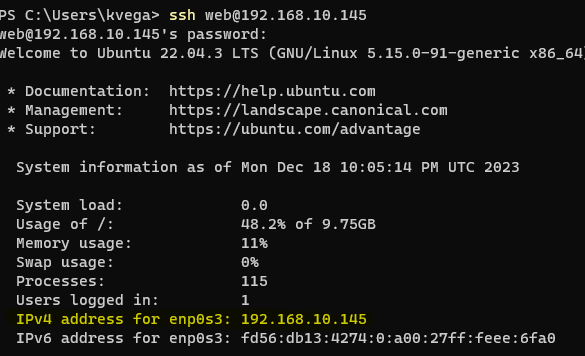 PS C:\Users\kvega> ssh web@192.168.10.145
web@192.168.10.145's password:
Welcome to Ubuntu 22.04.3 LTS (GNU/Linux 5.15.0-91-generic x86_64)
* Documentation: https://help.ubuntu.com
* Management: https://landscape.canonical.com
* Support: https://ubuntu.com/advantage
System information as of Mon Dec 18 10:05:14 PM UTC 2023
System load: 0.0
Usage of /: 48.2% of 9.75GB
Memory usage: 11%
Swap usage: 0%
Processes: 115
Users logged in: 1
IPv4 address for enp0s3: 192.168.10.145
IPv6 address for enp0s3: fd56:db13:4274:0:a00:27ff:feee:6fa0